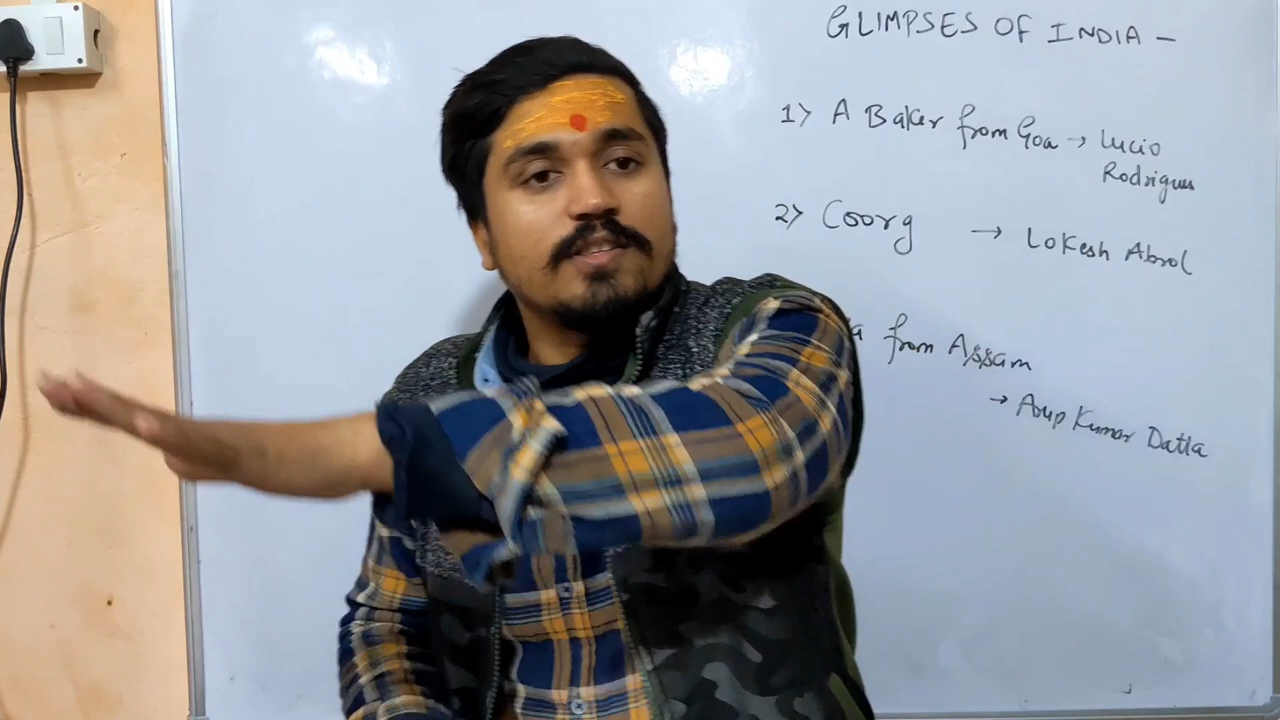 GLIMPSES OF INDIA -
1> A Baker from Goa → Lucio
Rodrigues
2> Coorg → Lokesh Abrol
a from Assam
→ Arup Kumar Datta